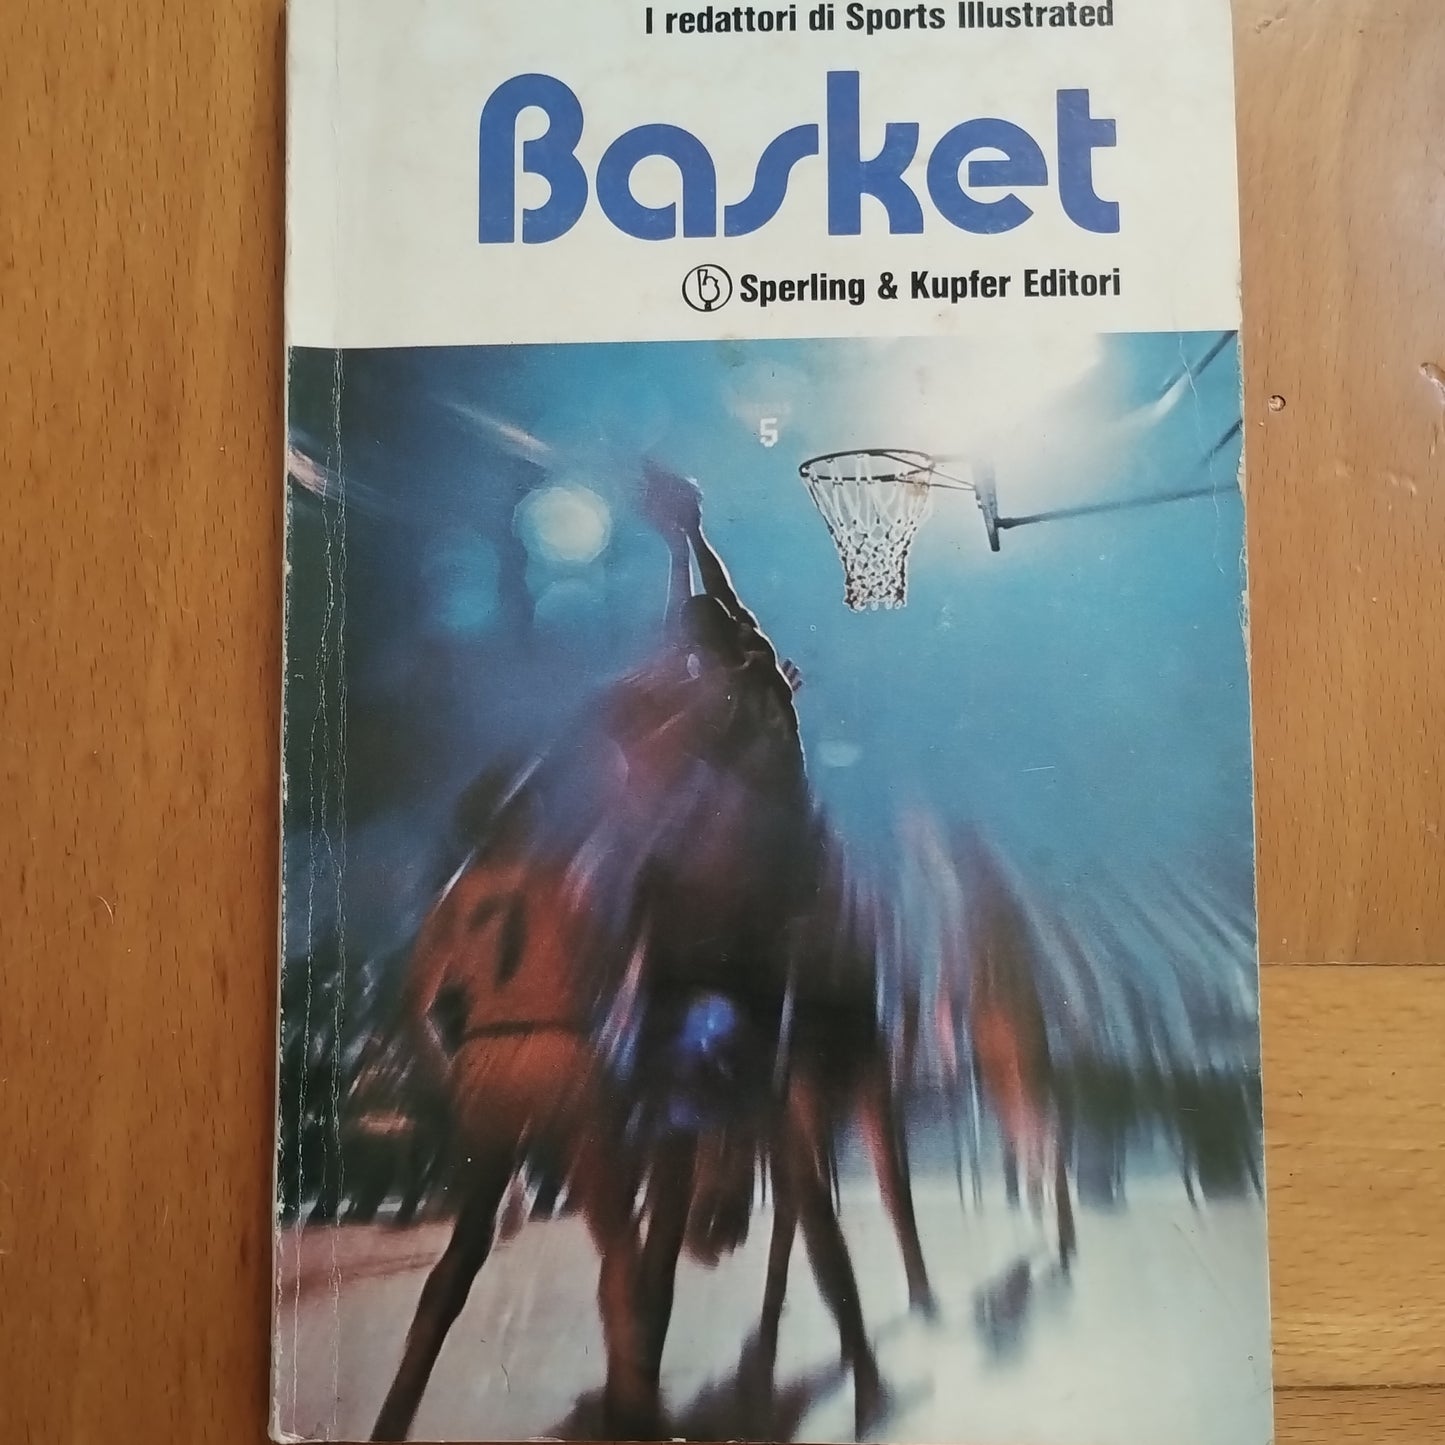 I redattori di Sports Illustrated
Basket
Sperling & Kupfer Editori
5